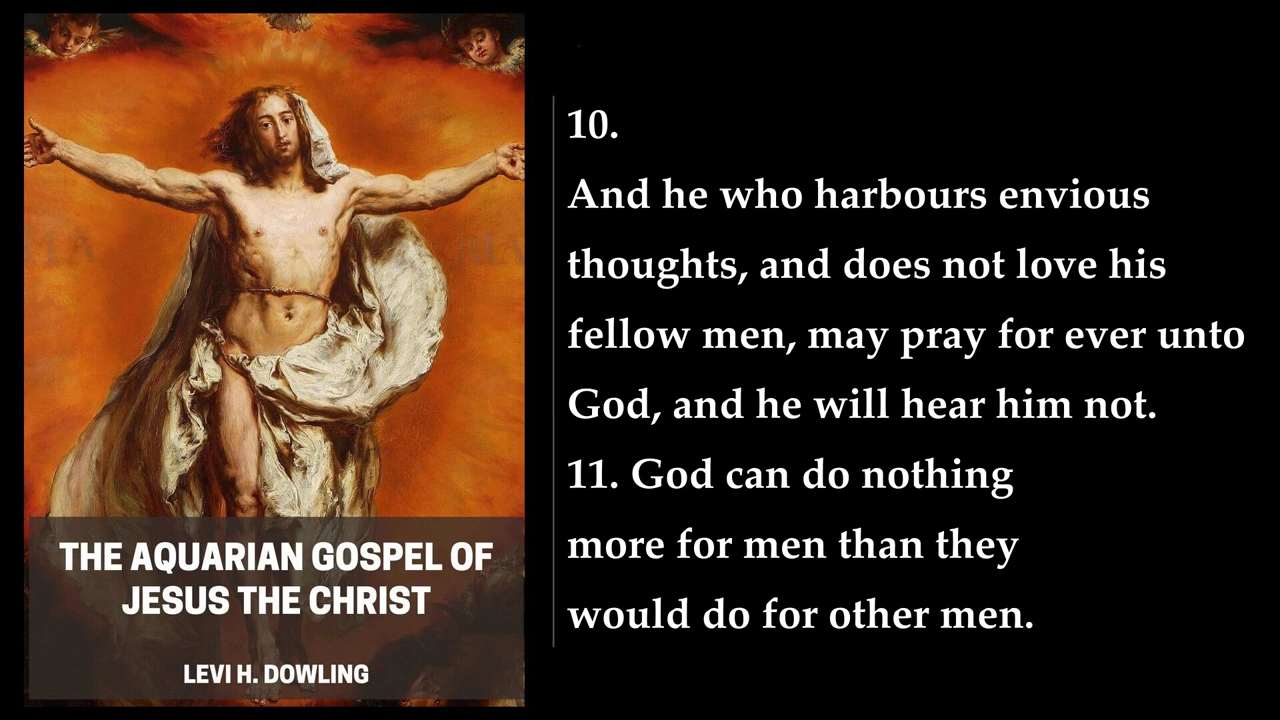 THE AQUARIAN GOSPEL OF
JESUS THE CHRIST
LEVI H. DOWLING
10.
And he who harbours envious
thoughts, and does not love his
fellow men, may pray for ever unto
God, and he will hear him not.
11. God can do nothing
more for men than they
would do for other men.